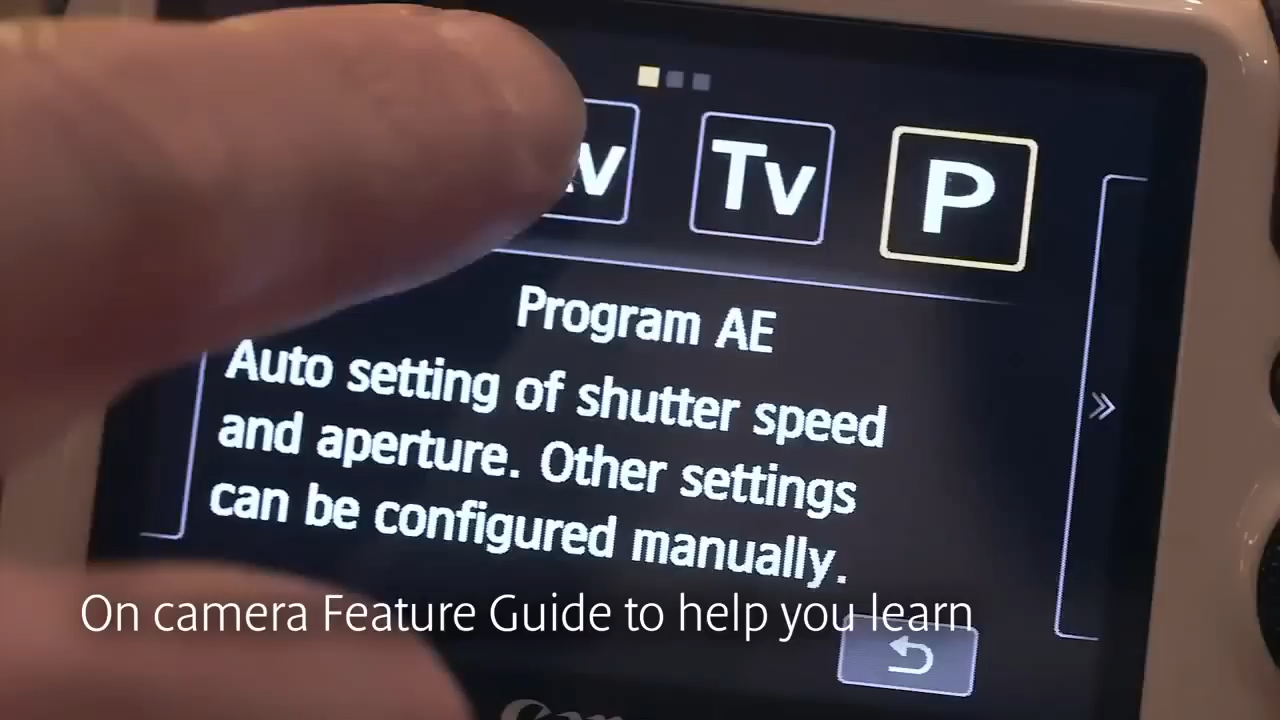 Tv P
Program AE
Auto setting of shutter speed
and aperture. Other settings
can be configured manually.
On camera Feature Guide to help you learn